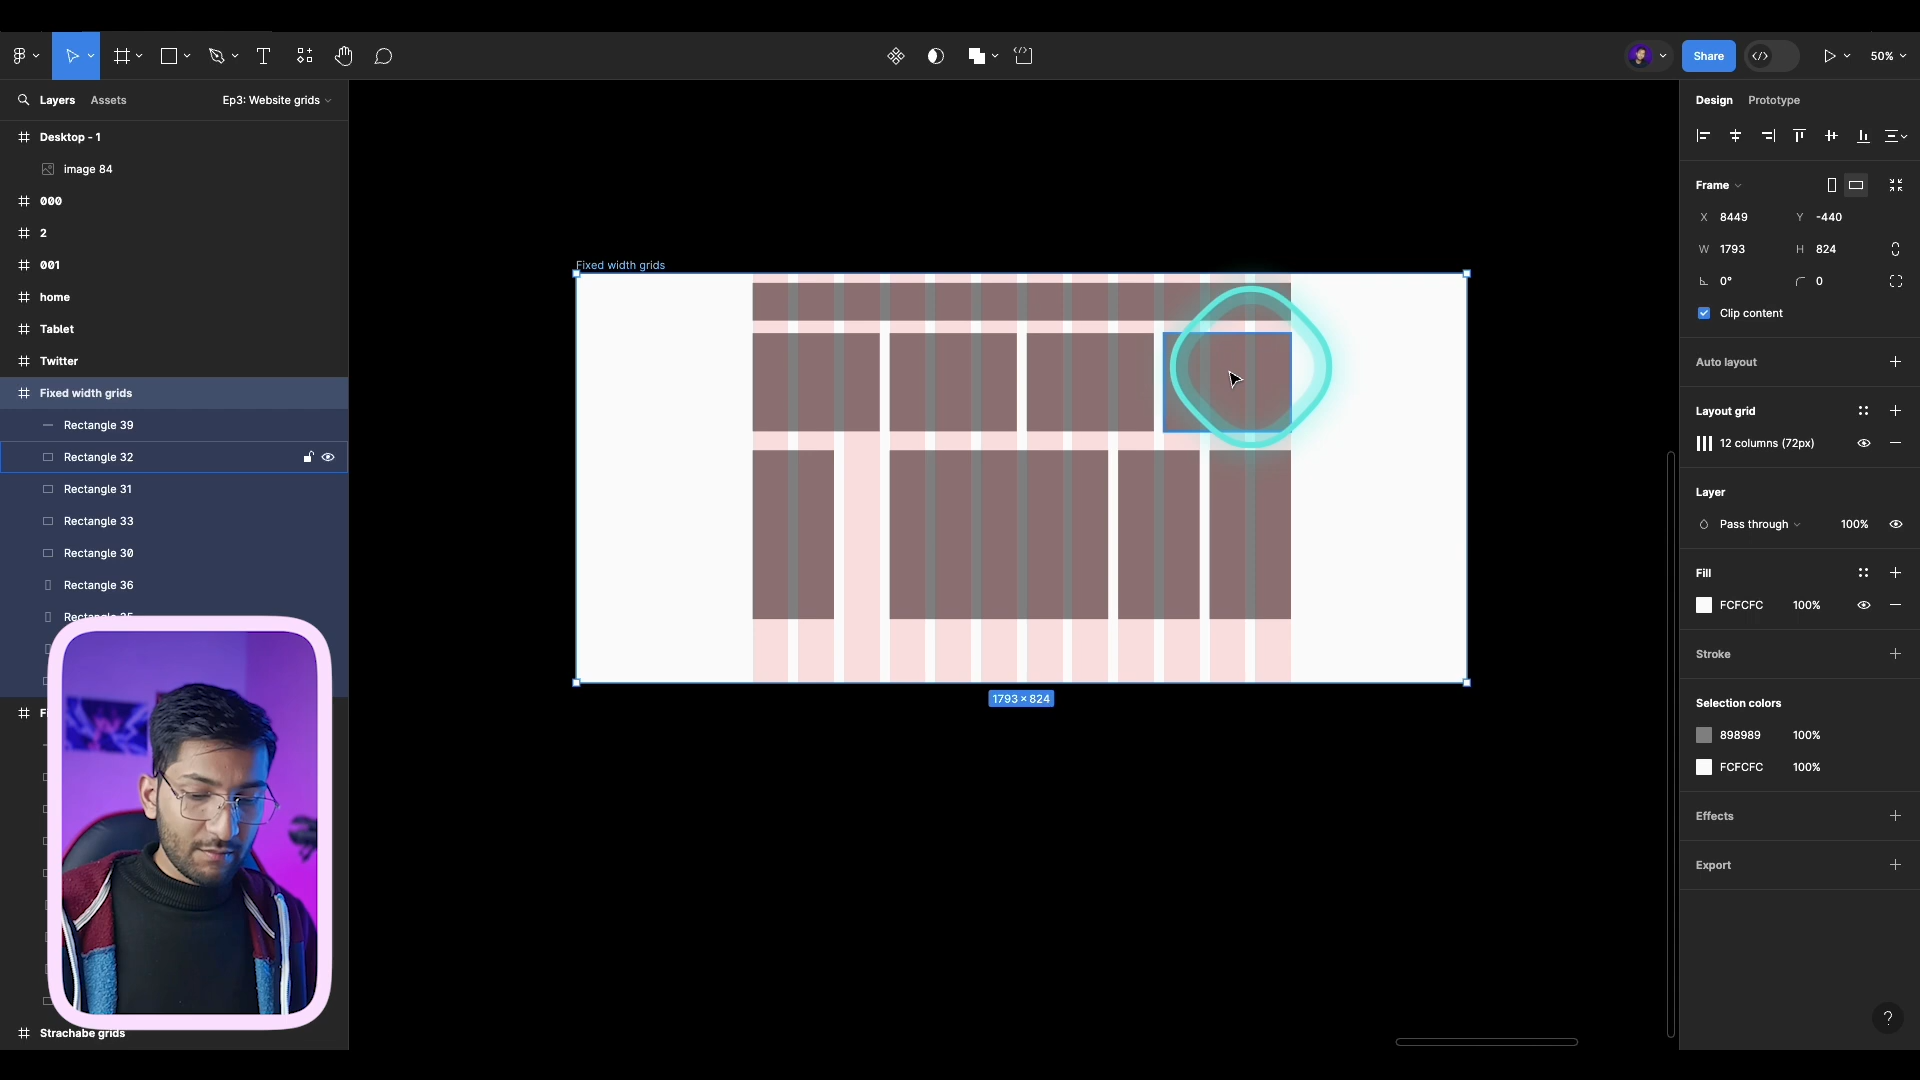 Share
50%
Layers
Assets
Ep3: Website grids
Desktop - 1
image 84
000
2
001
home
Tablet
Twitter
Fixed width grids
Rectangle 39
Rectangle 32
Rectangle 31
Rectangle 33
Rectangle 30
Rectangle 36
Strachabe grids
Fixed width grids
1793 × 824
Design
Prototype
Frame
X 8449
Y -440
W 1793
H 824
0°
0
Clip content
Auto layout
Layout grid
12 columns (72px)
Layer
Pass through
100%
Fill
FCFCFC
100%
Stroke
Selection colors
898989
100%
FCFCFC
100%
Effects
Export
?